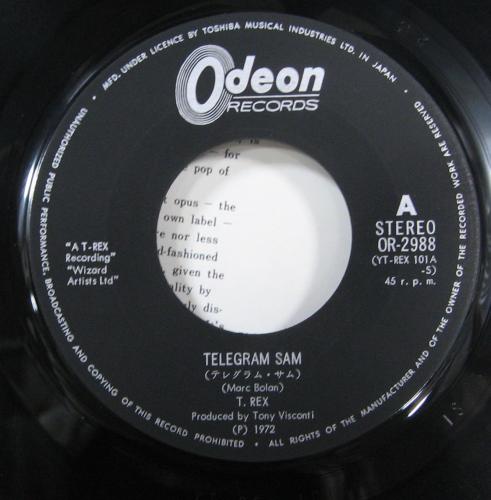 MFD. UNDER LICENCE BY TOSHIBA MUSICAL INDUSTRIES LTD. IN JAPAN
UNAUTHORIZED PUBLIC PERFORMANCE, BROADCASTING AND COPYING OF THIS RECORD PROHIBITED • ALL RIGHTS OF THE MANUFACTURER AND OF THE OWNER OF THE RECORDED WORK ARE RESERVED
Odeon
RECORDS
is
— for
pop of
t opus — the
own label —
e nor less
d-fashioned
given the
ality by
ly dis-
"A T-REX
Recording"
"Wizard
Artists Ltd"
A
STEREO
OR-2988
(YT-REX 101A
-5)
45 r.p.m.
TELEGRAM SAM
(テレグラム・サム)
(Marc Bolan)
T. REX
Produced by Tony Visconti
(P) 1972